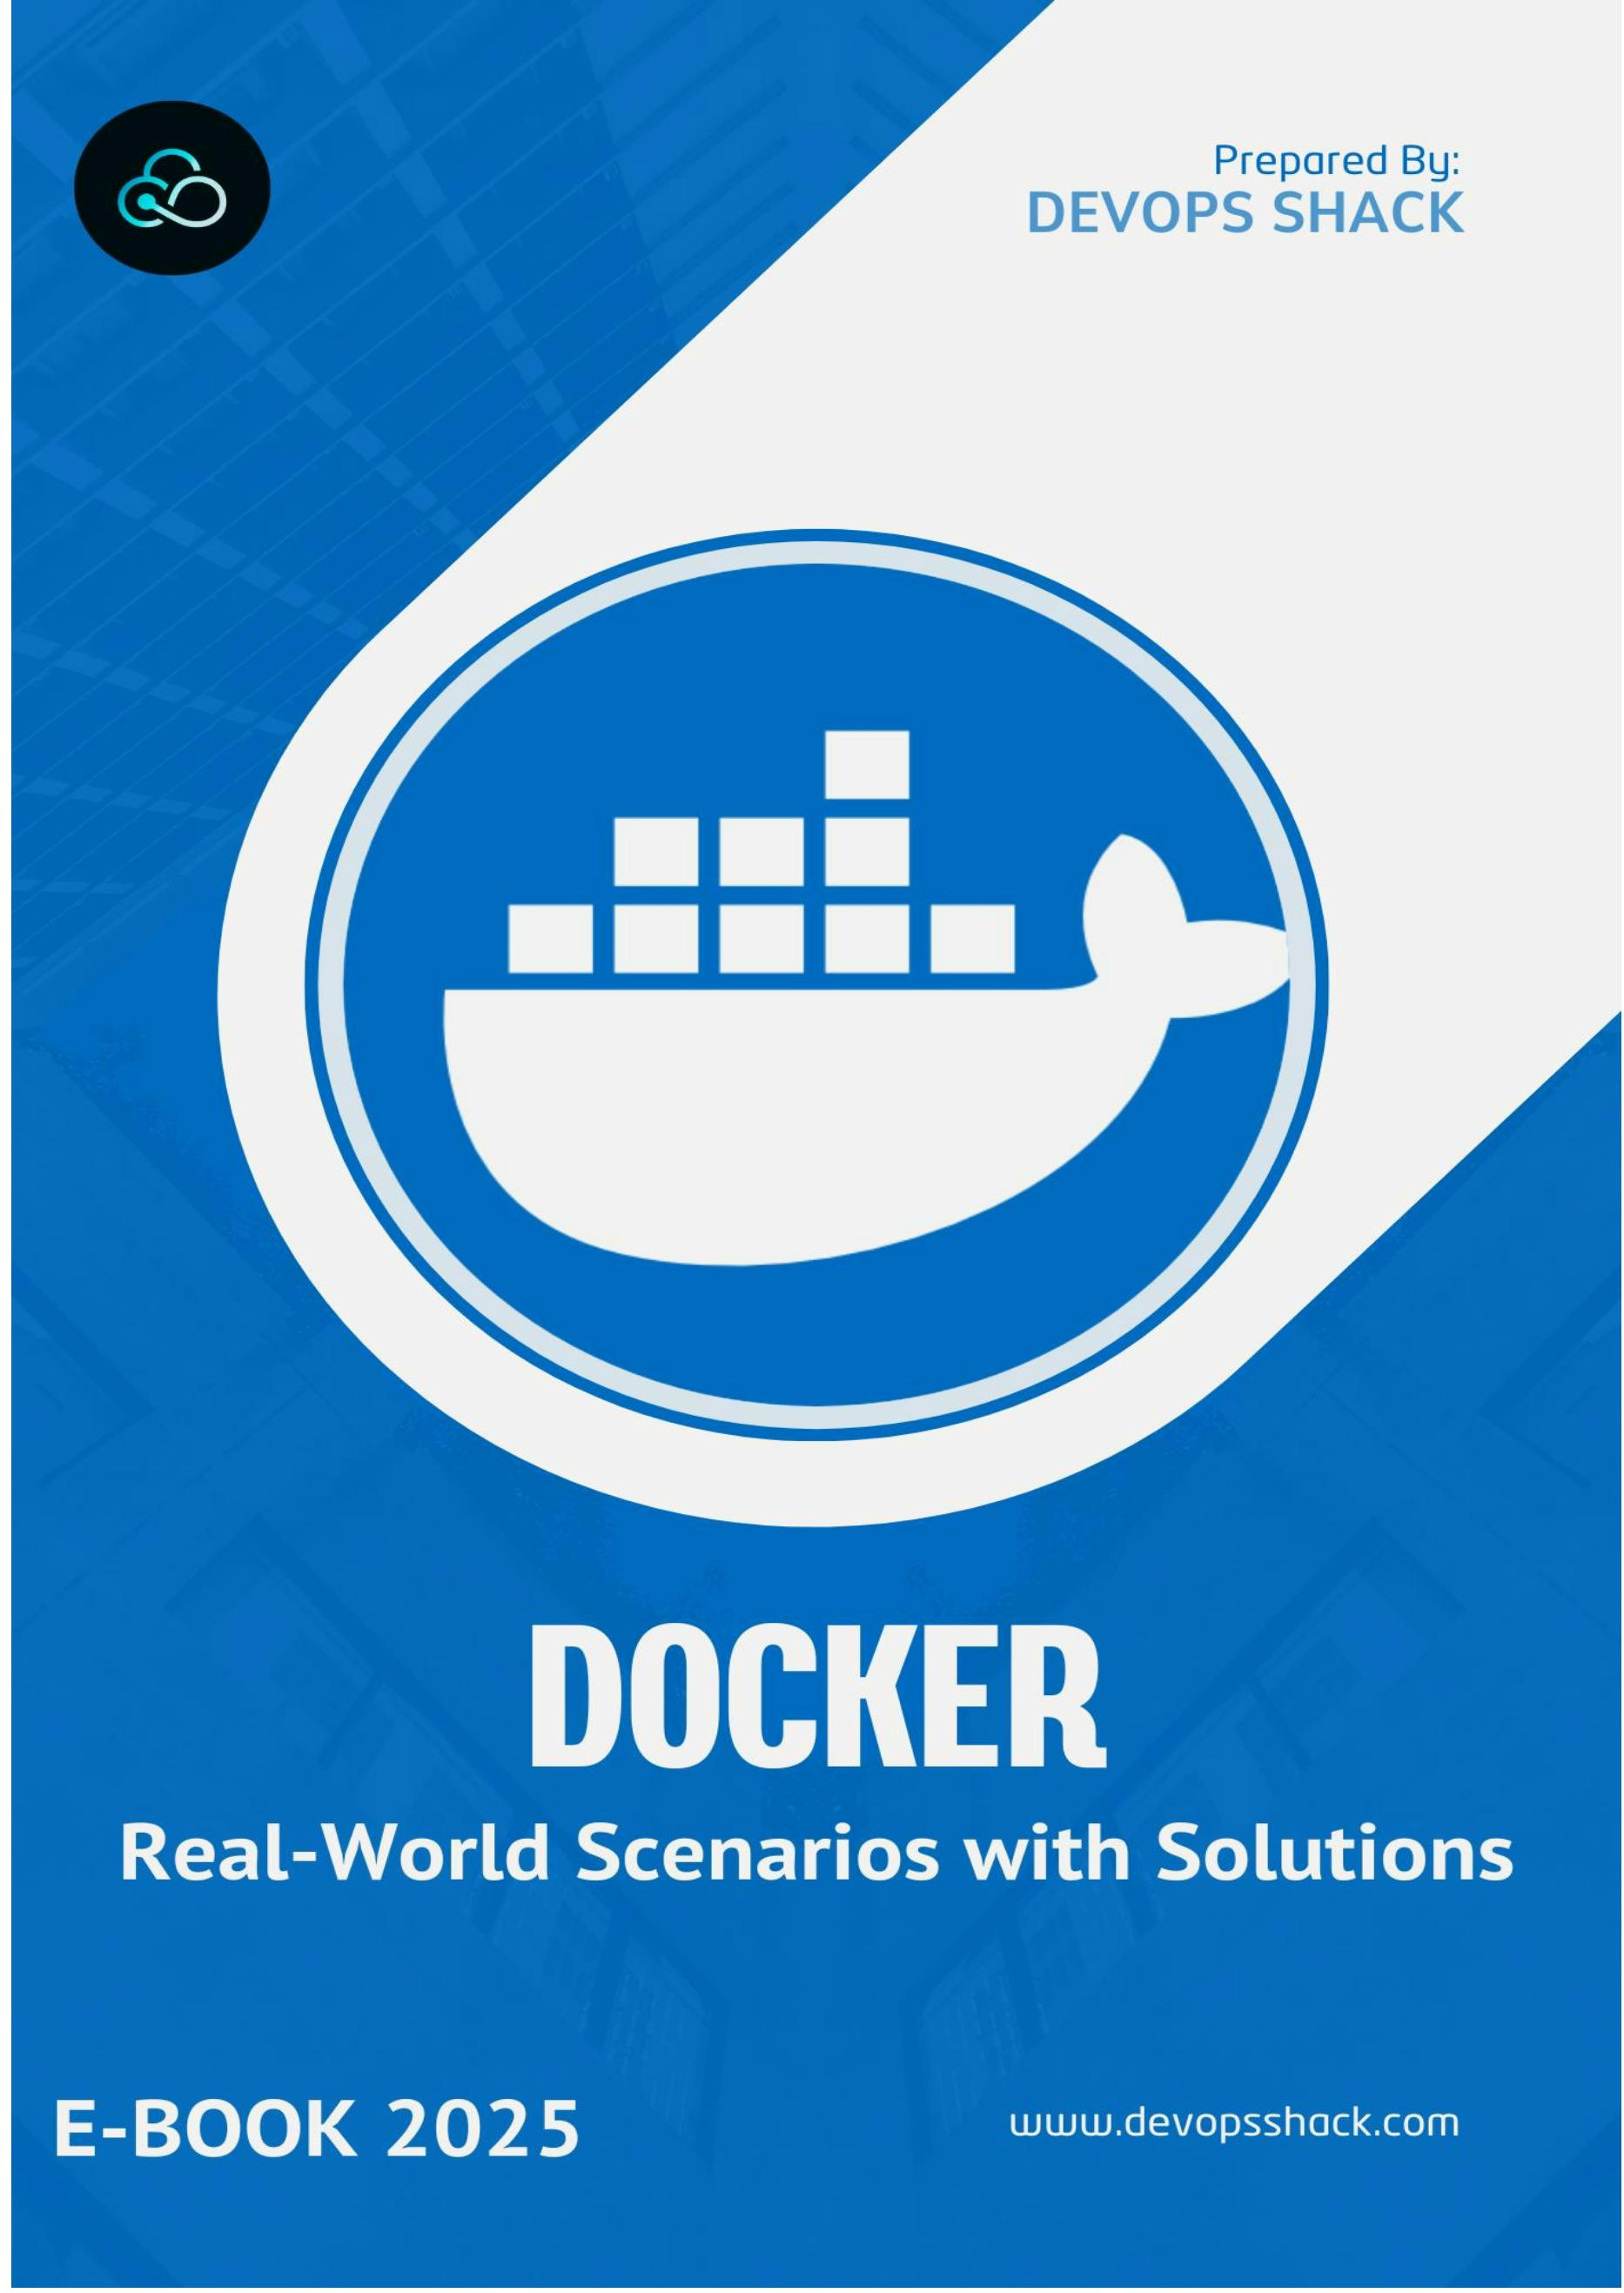 Prepared By:
DEVOPS SHACK
DOCKER
Real-World Scenarios with Solutions
E-BOOK 2025
www.devopsshack.com